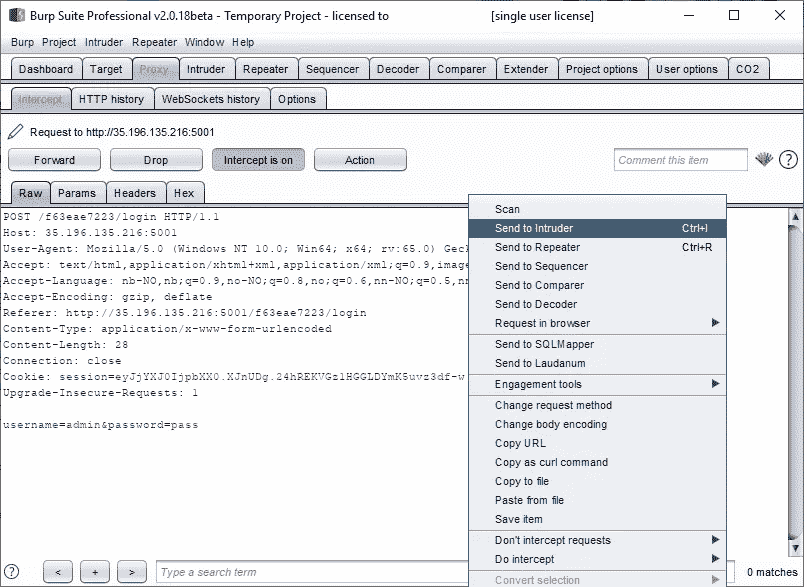 Burp Suite Professional v2.0.18beta - Temporary Project - licensed to [single user license]
Burp Project Intruder Repeater Window Help
Dashboard Target Proxy Intruder Repeater Sequencer Decoder Comparer Extender Project options User options CO2
Intercept HTTP history WebSockets history Options
Request to http://35.196.135.216:5001
Forward Drop Intercept is on Action Comment this item ?
Raw Params Headers Hex
POST /f63eae7223/login HTTP/1.1
Host: 35.196.135.216:5001
User-Agent: Mozilla/5.0 (Windows NT 10.0; Win64; x64; rv:65.0) Geck
Accept: text/html,application/xhtml+xml,application/xml;q=0.9,image
Accept-Language: nb-NO,nb;q=0.9,no-NO;q=0.8,no;q=0.6,nn-NO;q=0.5,nn
Accept-Encoding: gzip, deflate
Referer: http://35.196.135.216:5001/f63eae7223/login
Content-Type: application/x-www-form-urlencoded
Content-Length: 28
Connection: close
Cookie: session=eyJjYXJ0IjpbXX0.XJnUDg.24hREKVGz1HGGLDYmK5uvz3df-w
Upgrade-Insecure-Requests: 1
username=admin&password=pass
Scan
Send to Intruder Ctrl+I
Send to Repeater Ctrl+R
Send to Sequencer
Send to Comparer
Send to Decoder
Request in browser
Send to SQLMapper
Send to Laudanum
Engagement tools
Change request method
Change body encoding
Copy URL
Copy as curl command
Copy to file
Paste from file
Save item
Don't intercept requests
Do intercept
Convert selection
? < + > Type a search term 0 matches